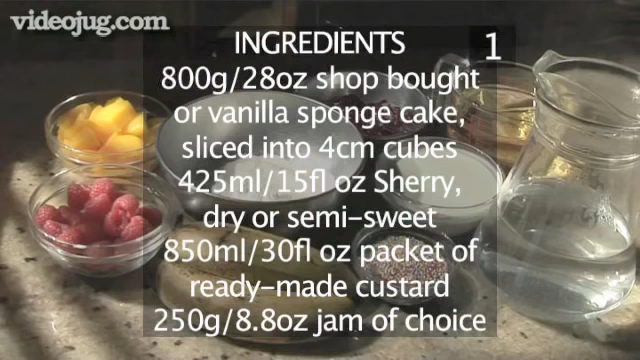 videojug.com
INGREDIENTS 1
800g/28oz shop bought
or vanilla sponge cake,
sliced into 4cm cubes
425ml/15fl oz Sherry,
dry or semi-sweet
850ml/30fl oz packet of
ready-made custard
250g/8.8oz jam of choice